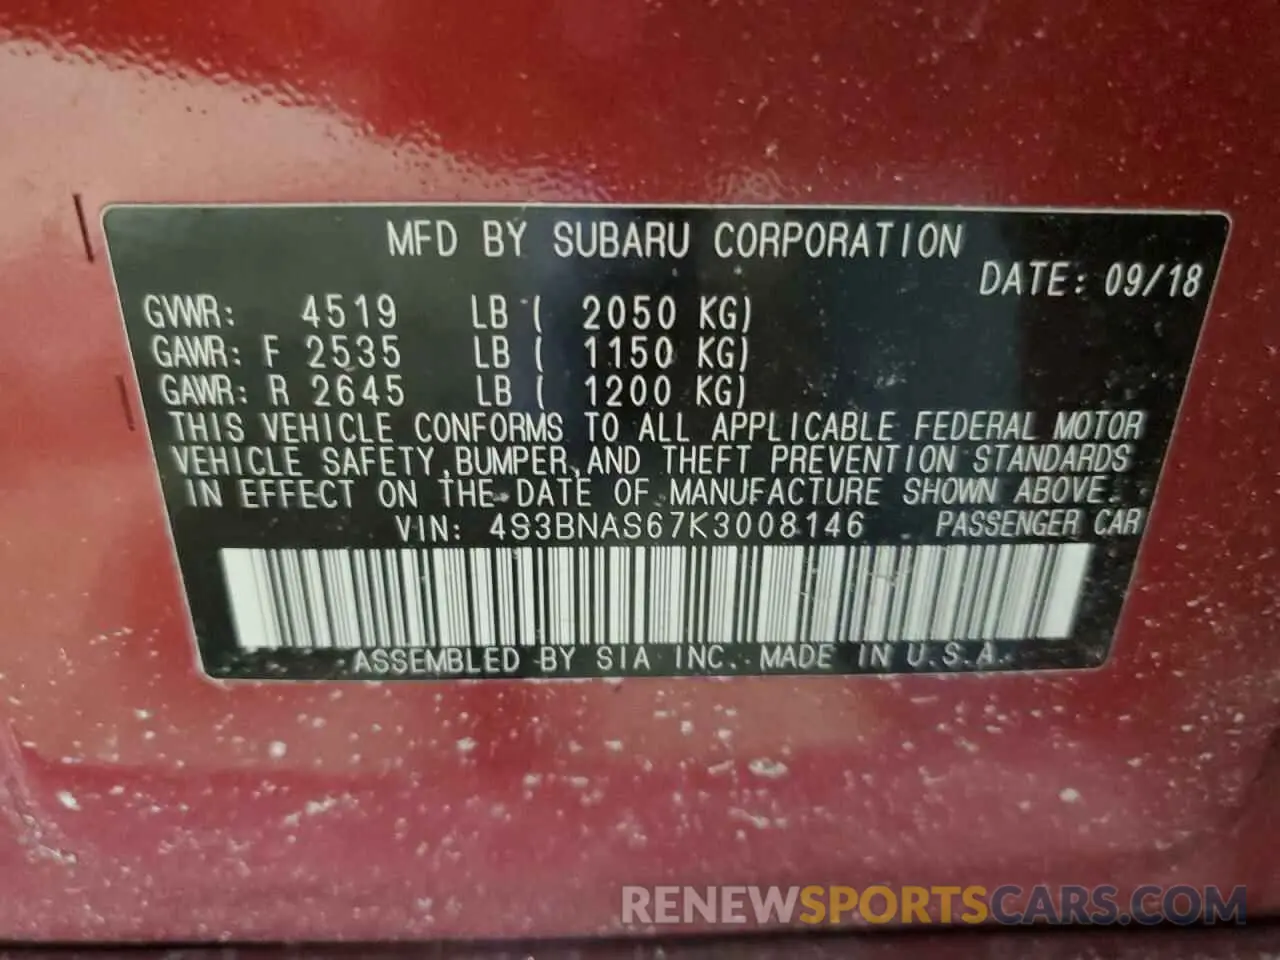 MFD BY SUBARU CORPORATION
DATE: 09/18
GVWR: 4519 LB ( 2050 KG)
GAWR: F 2535 LB ( 1150 KG)
GAWR: R 2645 LB ( 1200 KG)
THIS VEHICLE CONFORMS TO ALL APPLICABLE FEDERAL MOTOR
VEHICLE SAFETY,BUMPER,AND THEFT PREVENTION STANDARDS
IN EFFECT ON THE DATE OF MANUFACTURE SHOWN ABOVE.
VIN: 4S3BNAS67K3008146 PASSENGER CAR
ASSEMBLED BY SIA INC. MADE IN U.S.A.
RENEWSPORTSCARS.COM